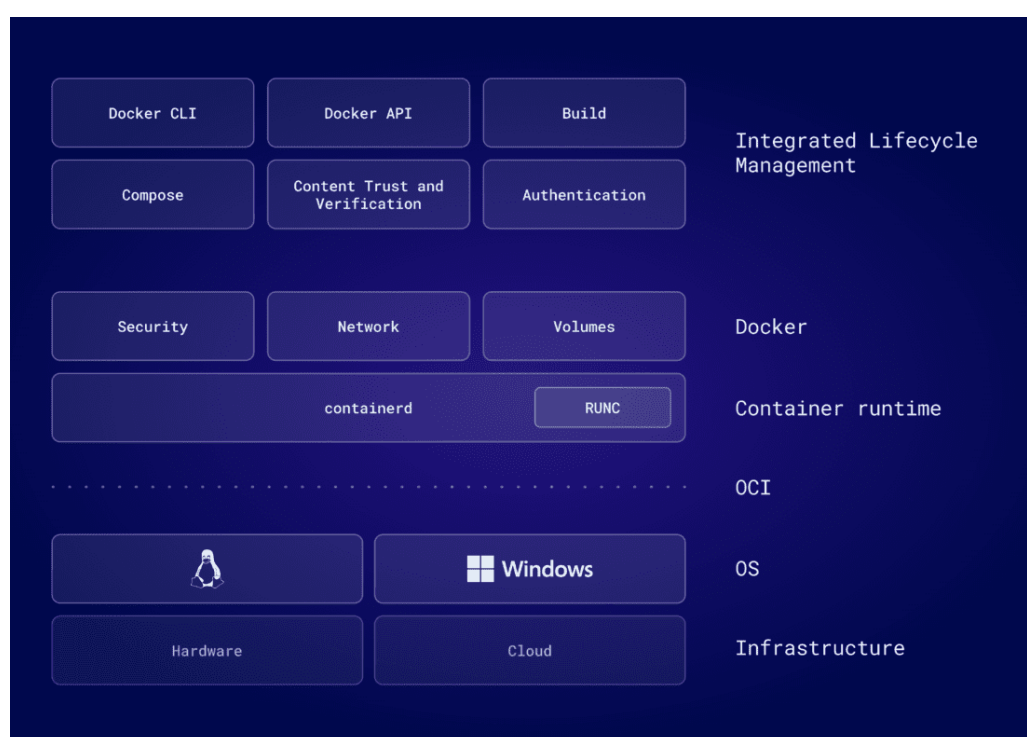 Docker CLI
Docker API
Build
Integrated Lifecycle
Management
Compose
Content Trust and
Verification
Authentication
Security
Network
Volumes
Docker
containerd
RUNC
Container runtime
OCI
Windows
OS
Hardware
Cloud
Infrastructure